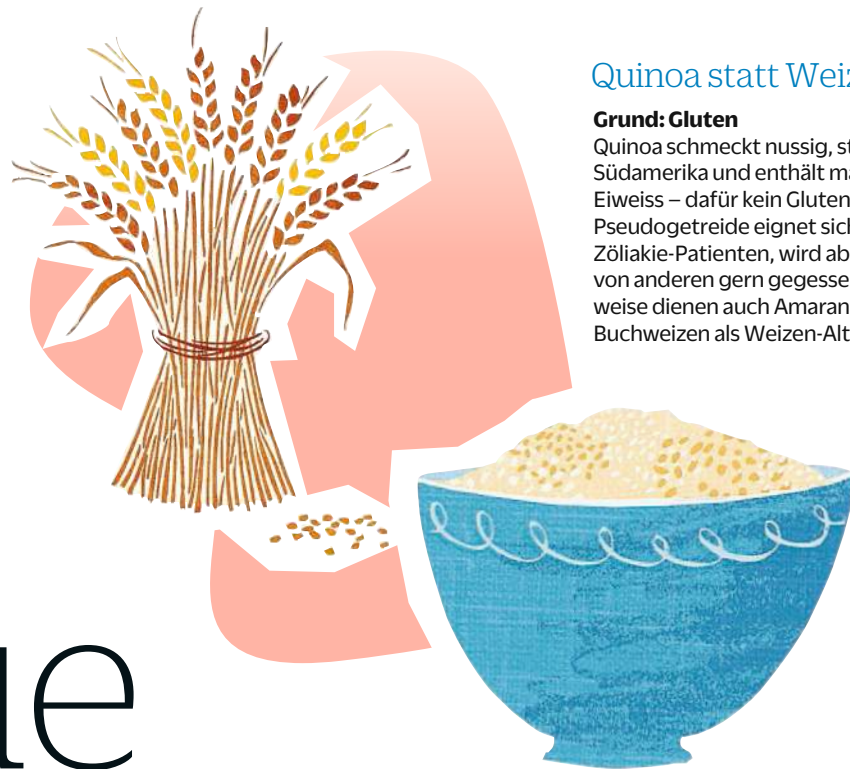 Quinoa statt Weiz
Grund: Gluten
Quinoa schmeckt nussig, st
Südamerika und enthält ma
Eiweiss – dafür kein Gluten
Pseudogetreide eignet sich
Zöliakie-Patienten, wird ab
von anderen gern gegesse
weise dienen auch Amaran
Buchweizen als Weizen-Alt
ue